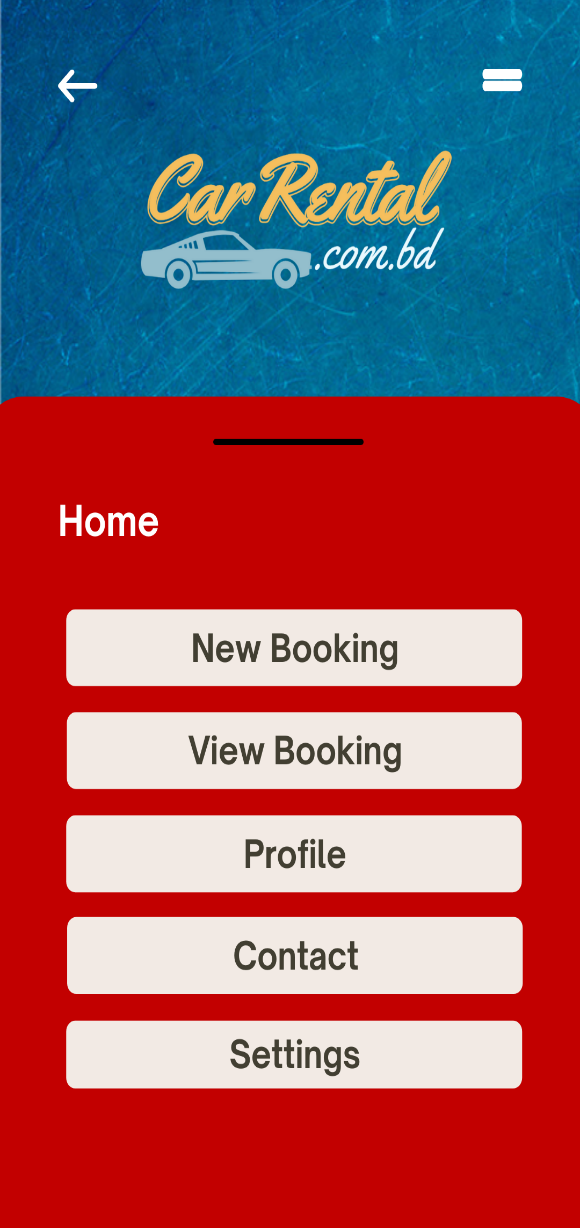 Car Rental
.com.bd
Home
New Booking
View Booking
Profile
Contact
Settings